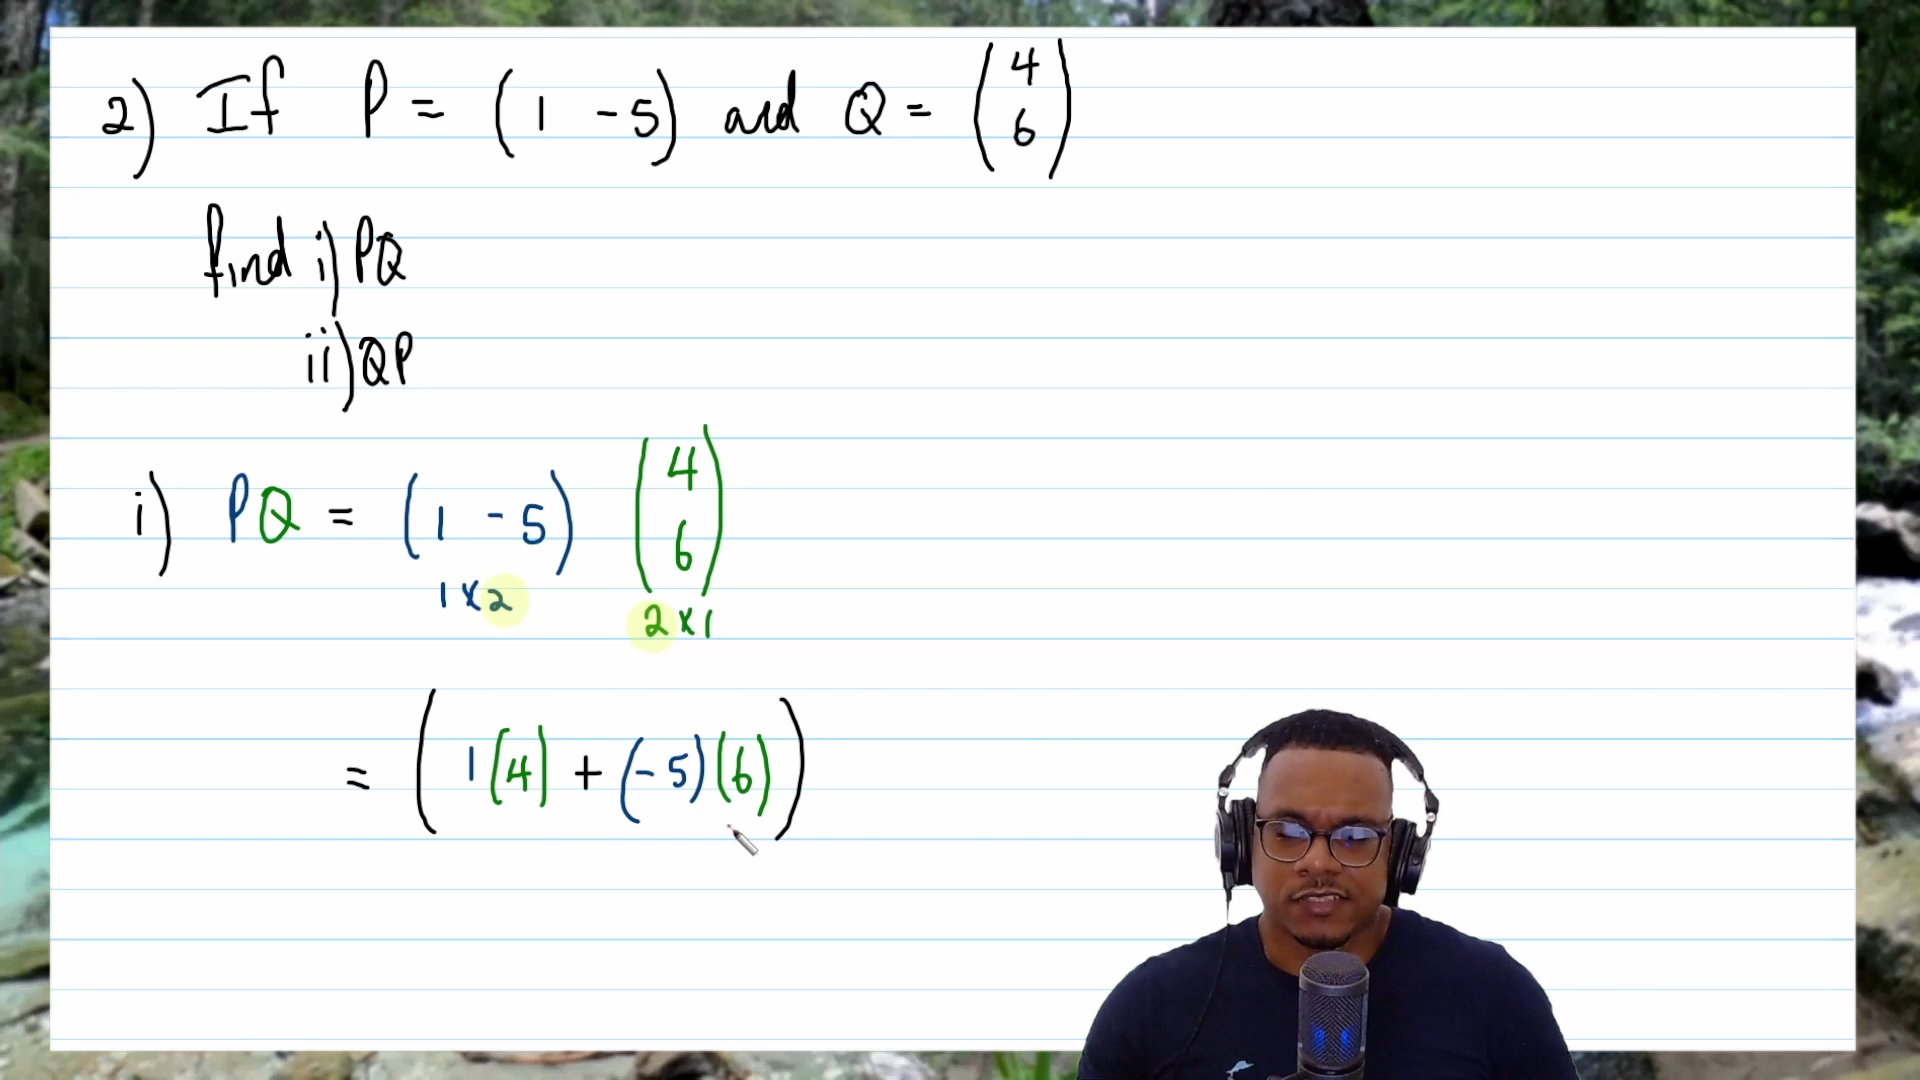 2) If P = (1 -5) and Q = (4 6)
find i) PQ
ii) QP
i) PQ = (1 -5) (4 6)
1x2 2x1
= (1(4) + (-5)(6))